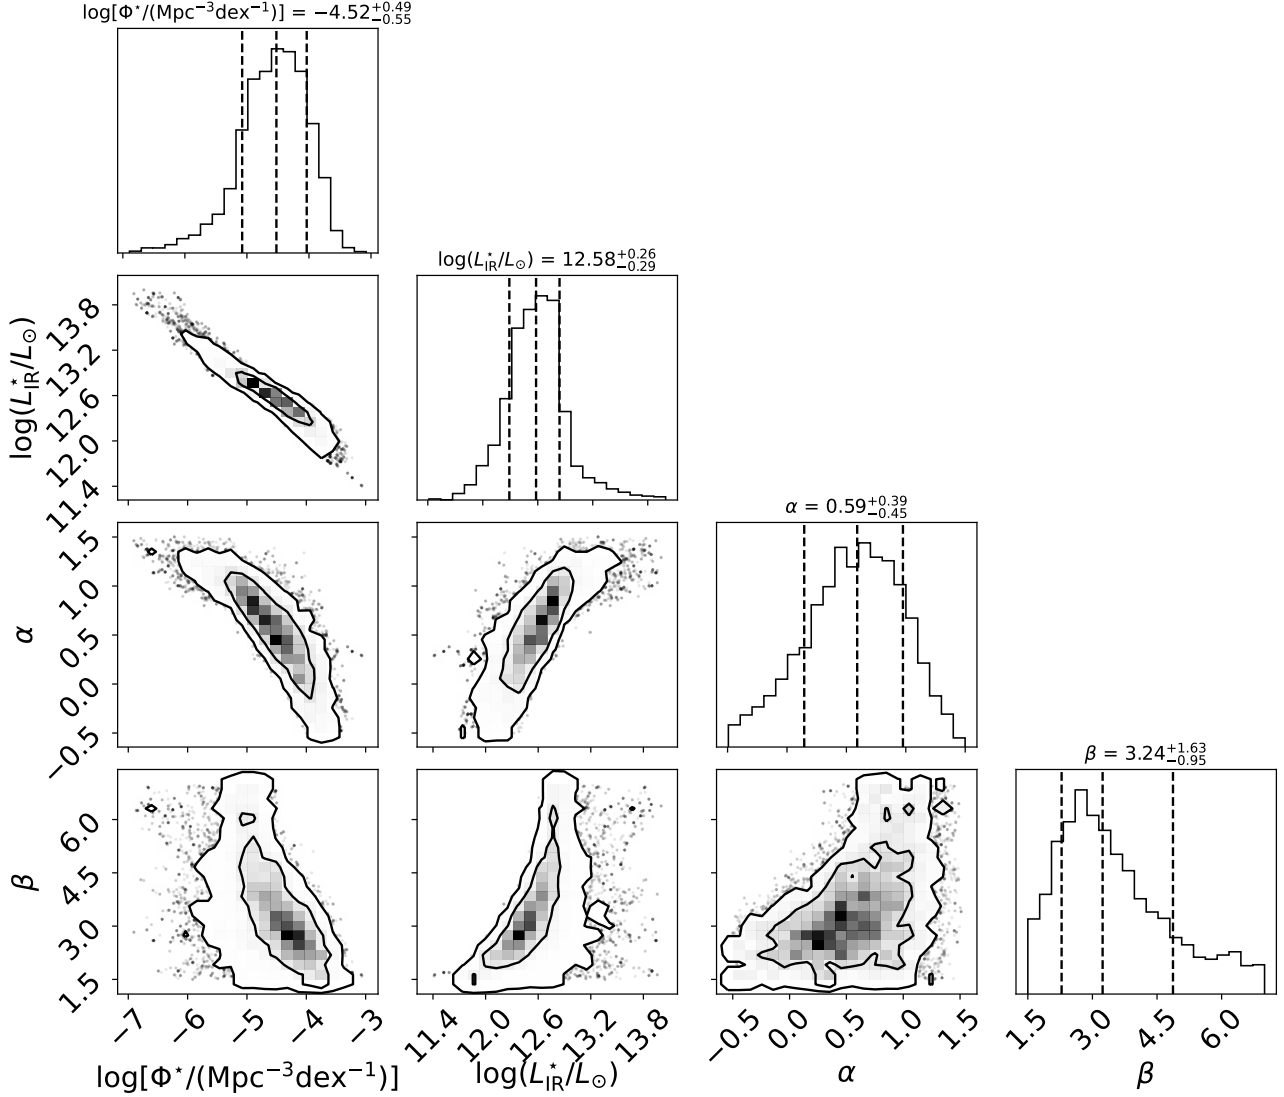 log[Φ⋆/(Mpc⁻³dex⁻¹)] = −4.52+0.49−0.55
log(L⋆IR/L⊙) = 12.58+0.26−0.29
13.8
13.2
12.6
12.0
11.4
log(L⋆IR/L⊙)
α = 0.59+0.39−0.45
1.5
1.0
0.5
0.0
−0.5
α
β = 3.24+1.63−0.95
6.0
4.5
3.0
1.5
β
−7 −6 −5 −4 −3
11.4 12.0 12.6 13.2 13.8
−0.5 0.0 0.5 1.0 1.5
1.5 3.0 4.5 6.0
log[Φ⋆/(Mpc⁻³dex⁻¹)]
log(L⋆IR/L⊙)
α
β